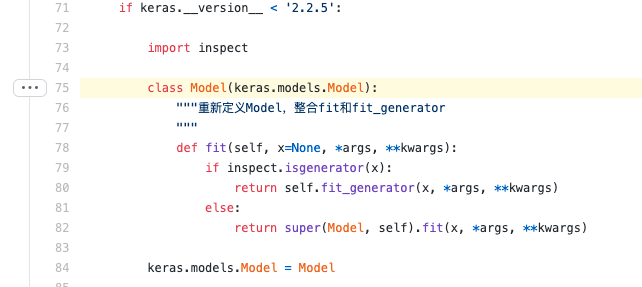 71 if keras.__version__ < '2.2.5':
72
73 import inspect
74
75 class Model(keras.models.Model):
76 """重新定义Model，整合fit和fit_generator
77 """
78 def fit(self, x=None, *args, **kwargs):
79 if inspect.isgenerator(x):
80 return self.fit_generator(x, *args, **kwargs)
81 else:
82 return super(Model, self).fit(x, *args, **kwargs)
83
84 keras.models.Model = Model
85